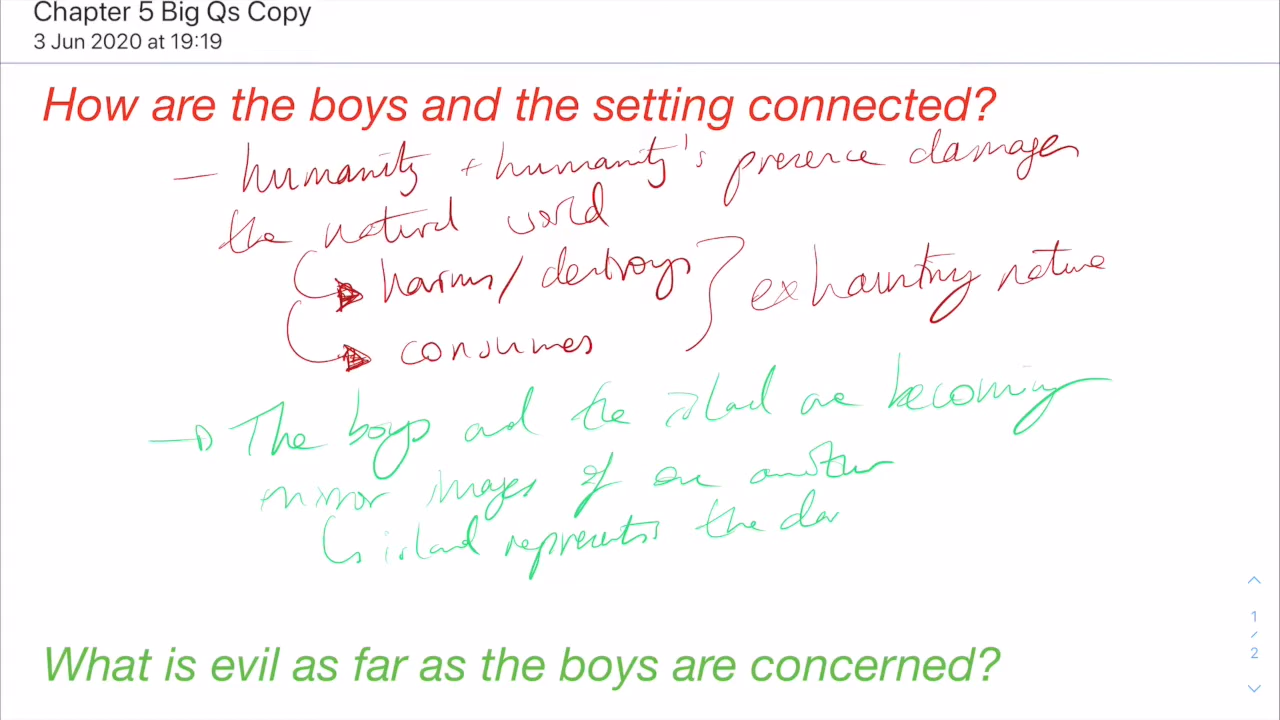 Chapter 5 Big Qs Copy
3 Jun 2020 at 19:19
How are the boys and the setting connected?
- humanity + humanity's presence damages
the natural world
harms/destroys
exhausting nature
consumes
The boys and the island are becoming
mirror images of one another
island represents the dar
What is evil as far as the boys are concerned?
1
/
2